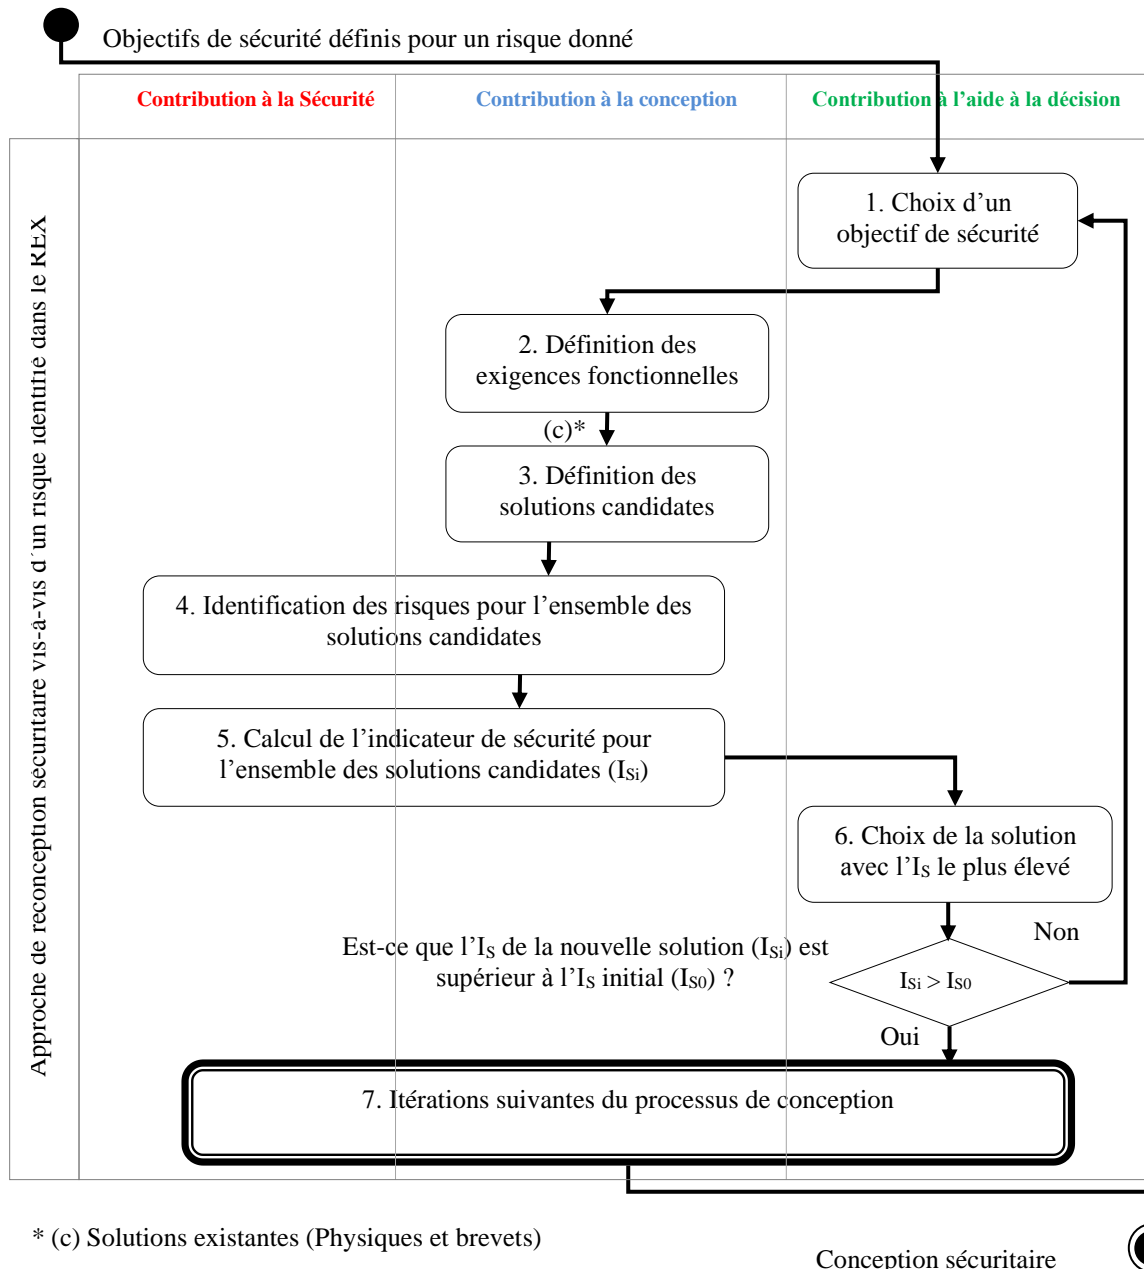 Objectifs de sécurité définis pour un risque donné
Contribution à la Sécurité
Contribution à la conception
Contribution à l’aide à la décision
Approche de reconception sécuritaire vis-à-vis d’un risque identifié dans le REX
1. Choix d’un
objectif de sécurité
2. Définition des
exigences fonctionnelles
(c)*
3. Définition des
solutions candidates
4. Identification des risques pour l’ensemble des
solutions candidates
5. Calcul de l’indicateur de sécurité pour
l’ensemble des solutions candidates (ISi)
6. Choix de la solution
avec l’IS le plus élevé
Non
Est-ce que l’IS de la nouvelle solution (ISi) est
supérieur à l’IS initial (IS0) ?
ISi > IS0
Oui
7. Itérations suivantes du processus de conception
* (c) Solutions existantes (Physiques et brevets)
Conception sécuritaire